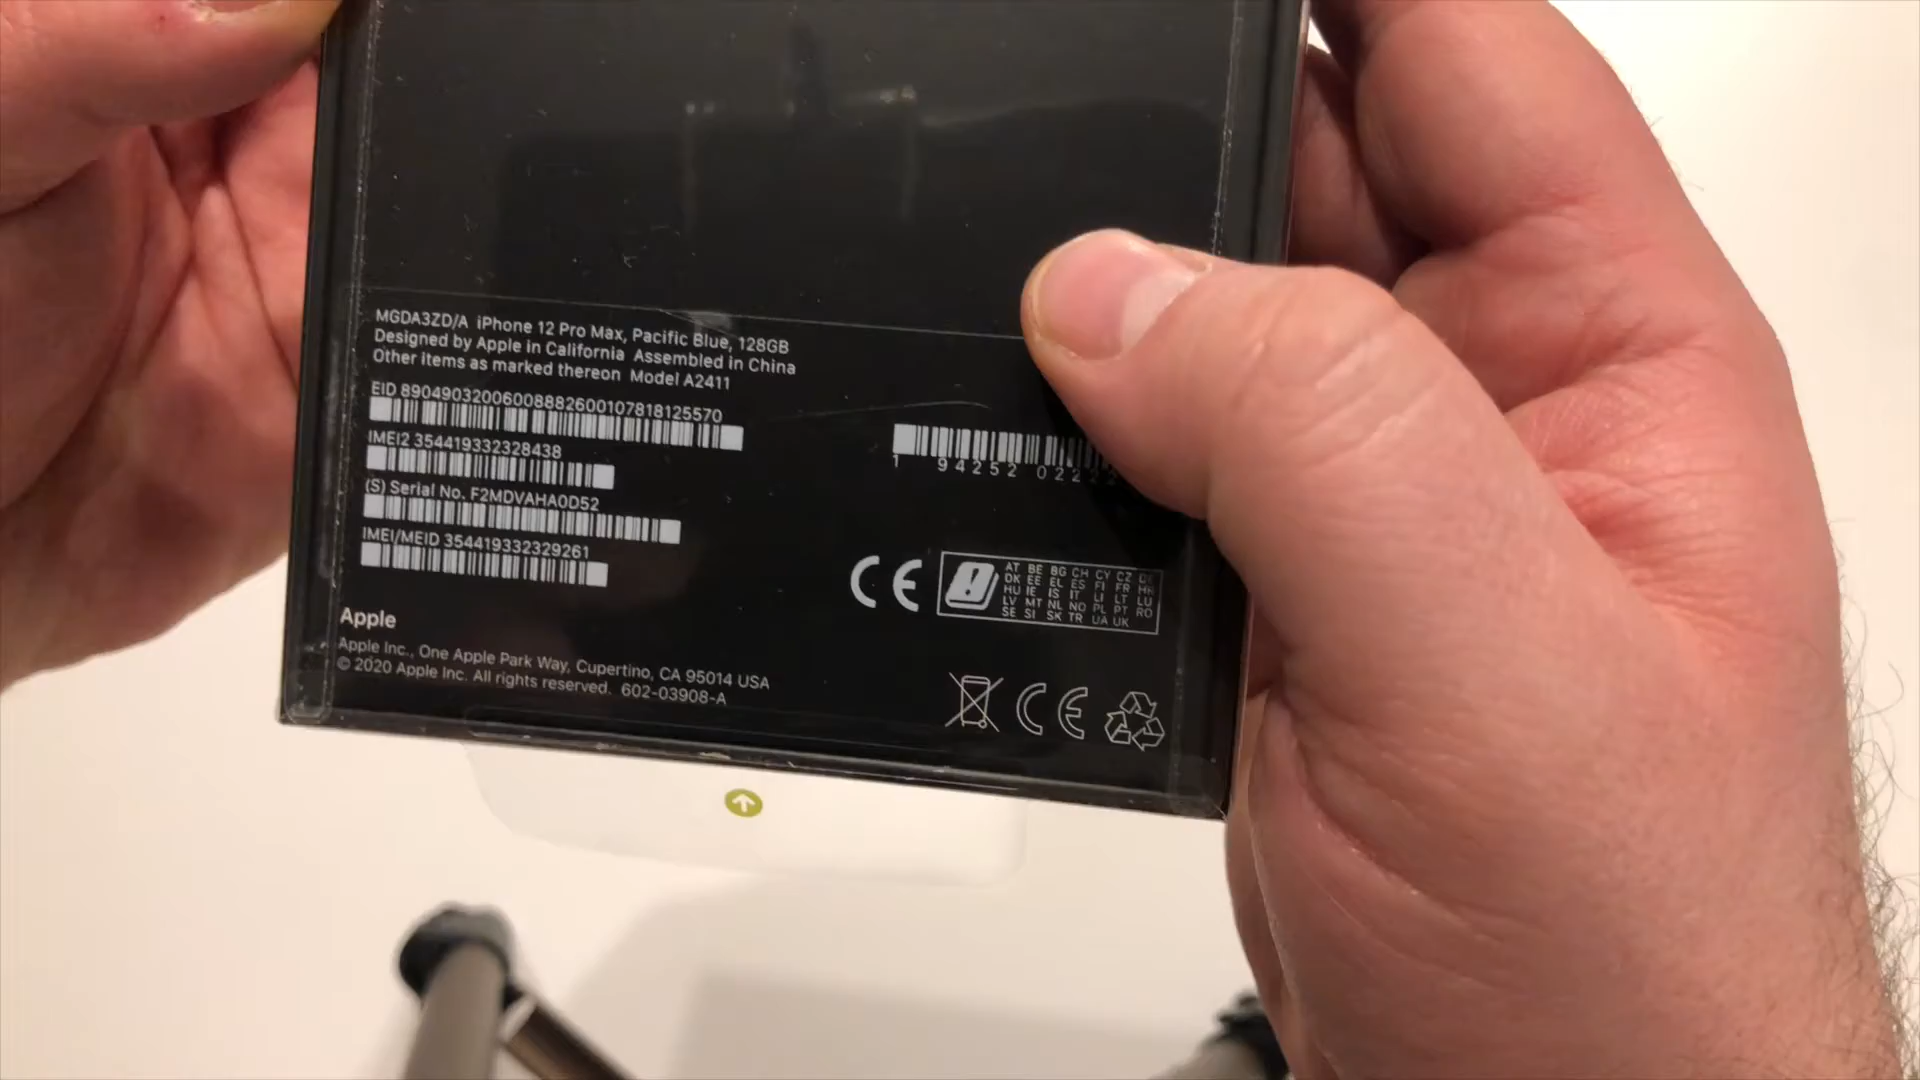 MGDA3ZD/A iPhone 12 Pro Max, Pacific Blue, 128GB
Designed by Apple in California Assembled in China
Other items as marked thereon Model A2411
EID 89049032006008882600107818125570
IMEI2 354419332328438
(S) Serial No. F2MDVAHA0D52
IMEI/MEID 354419332329261
1 94252 022
CE
AT BE BG CH CY CZ DE
DK EE EL ES FI FR HR
HU IE IS IT LI LT LU
LV MT NL NO PL PT RO
SE SI SK TR UA UK
Apple
Apple Inc., One Apple Park Way, Cupertino, CA 95014 USA
© 2020 Apple Inc. All rights reserved. 602-03908-A
CE